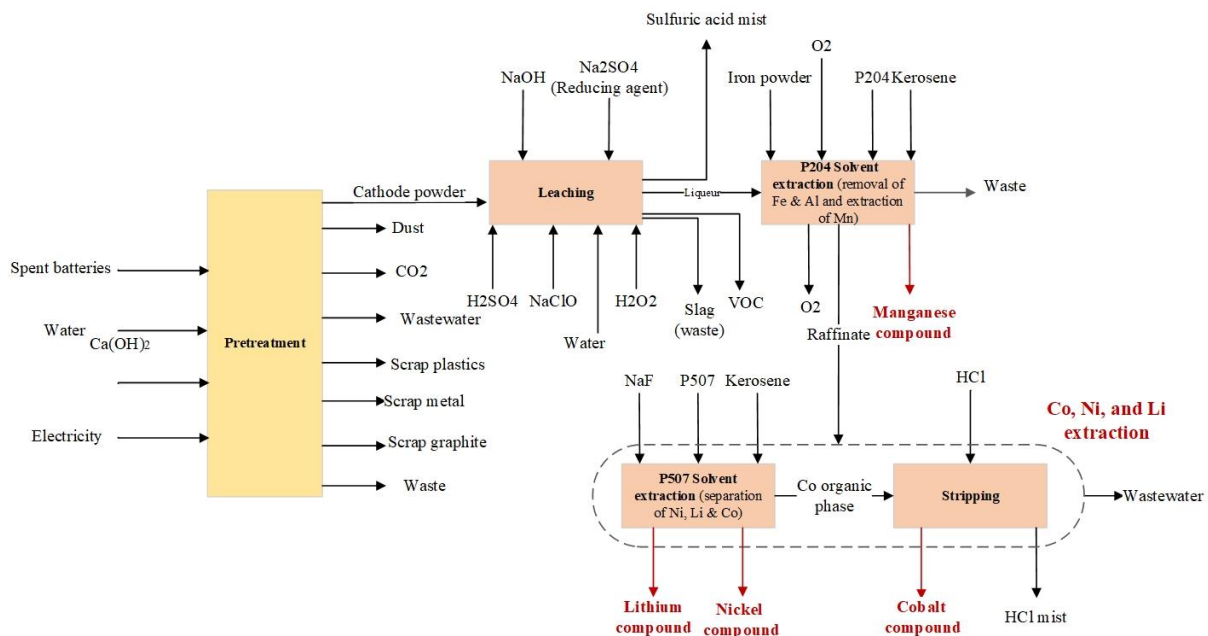 Sulfuric acid mist
O2
Na2SO4
(Reducing agent)
NaOH
Iron powder
P204
Kerosene
Cathode powder
Leaching
Liqueur
P204 Solvent
extraction (removal of
Fe & Al and extraction
of Mn)
Waste
Spent batteries
Water
Ca(OH)2
Electricity
Pretreatment
Dust
CO2
Wastewater
Scrap plastics
Scrap metal
Scrap graphite
Waste
H2SO4
NaClO
Water
H2O2
Slag
(waste)
VOC
O2
Raffinate
Manganese
compound
NaF
P507
Kerosene
HCl
Co, Ni, and Li
extraction
P507 Solvent
extraction (separation
of Ni, Li & Co)
Co organic
phase
Stripping
Wastewater
Lithium
compound
Nickel
compound
Cobalt
compound
HCl mist